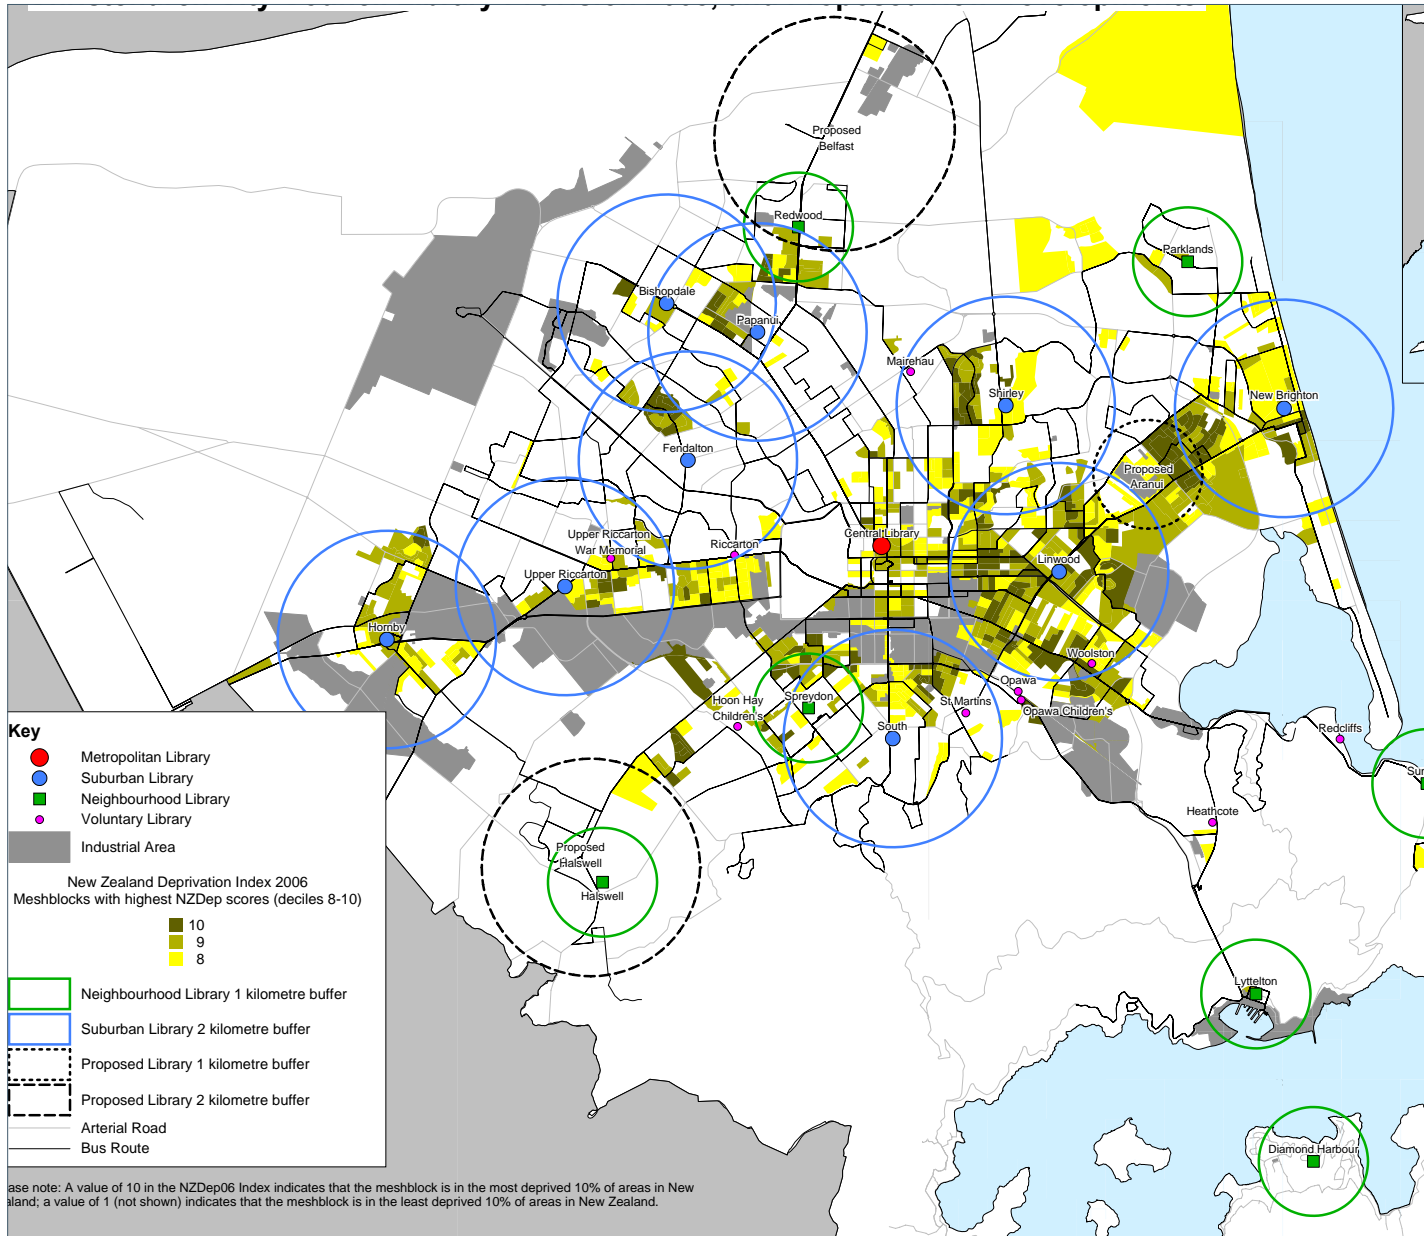 Proposed
Belfast
Redwood
Parklands
Bishopdale
Papanui
Mairehau
Shirley
New Brighton
Fendalton
Proposed
Aranui
Upper Riccarton
War Memorial
Riccarton
Central Library
Linwood
Upper Riccarton
Hornby
Woolston
Opawa
Opawa Children's
Hoon Hay
Children's
Spreydon
St Martins
South
Redcliffs
Heathcote
Proposed
Halswell
Halswell
Lyttelton
Diamond Harbour
Key
Metropolitan Library
Suburban Library
Neighbourhood Library
Voluntary Library
Industrial Area
New Zealand Deprivation Index 2006
Meshblocks with highest NZDep scores (deciles 8-10)
10
9
8
Neighbourhood Library 1 kilometre buffer
Suburban Library 2 kilometre buffer
Proposed Library 1 kilometre buffer
Proposed Library 2 kilometre buffer
Arterial Road
Bus Route
ase note: A value of 10 in the NZDep06 Index indicates that the meshblock is in the most deprived 10% of areas in New
aland; a value of 1 (not shown) indicates that the meshblock is in the least deprived 10% of areas in New Zealand.